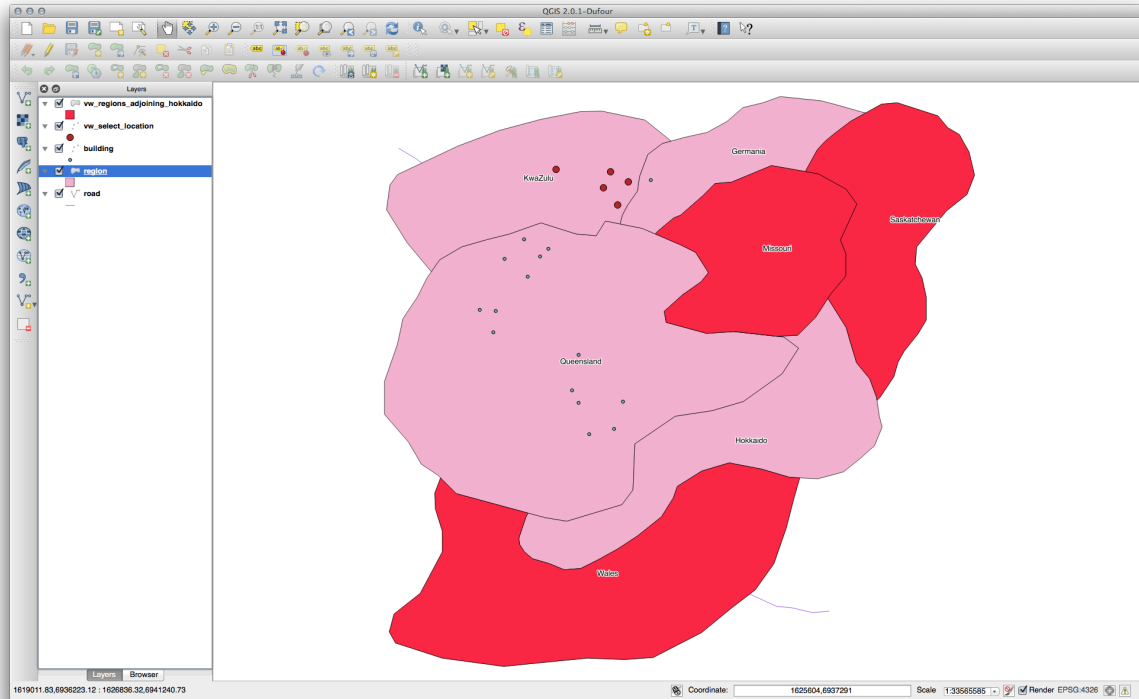 QGIS 2.0.1-Dufour
Layers
vw_regions_adjoining_hokkaido
vw_select_location
building
region
road
Germania
KwaZulu
Saskatchewan
Missouri
Queensland
Hokkaido
Wales
Layers
Browser
1619011.83,6936223.12 : 1626836.32,6941240.73
Coordinate:
1625604,6937291
Scale
1:33565585
Render
EPSG:4326